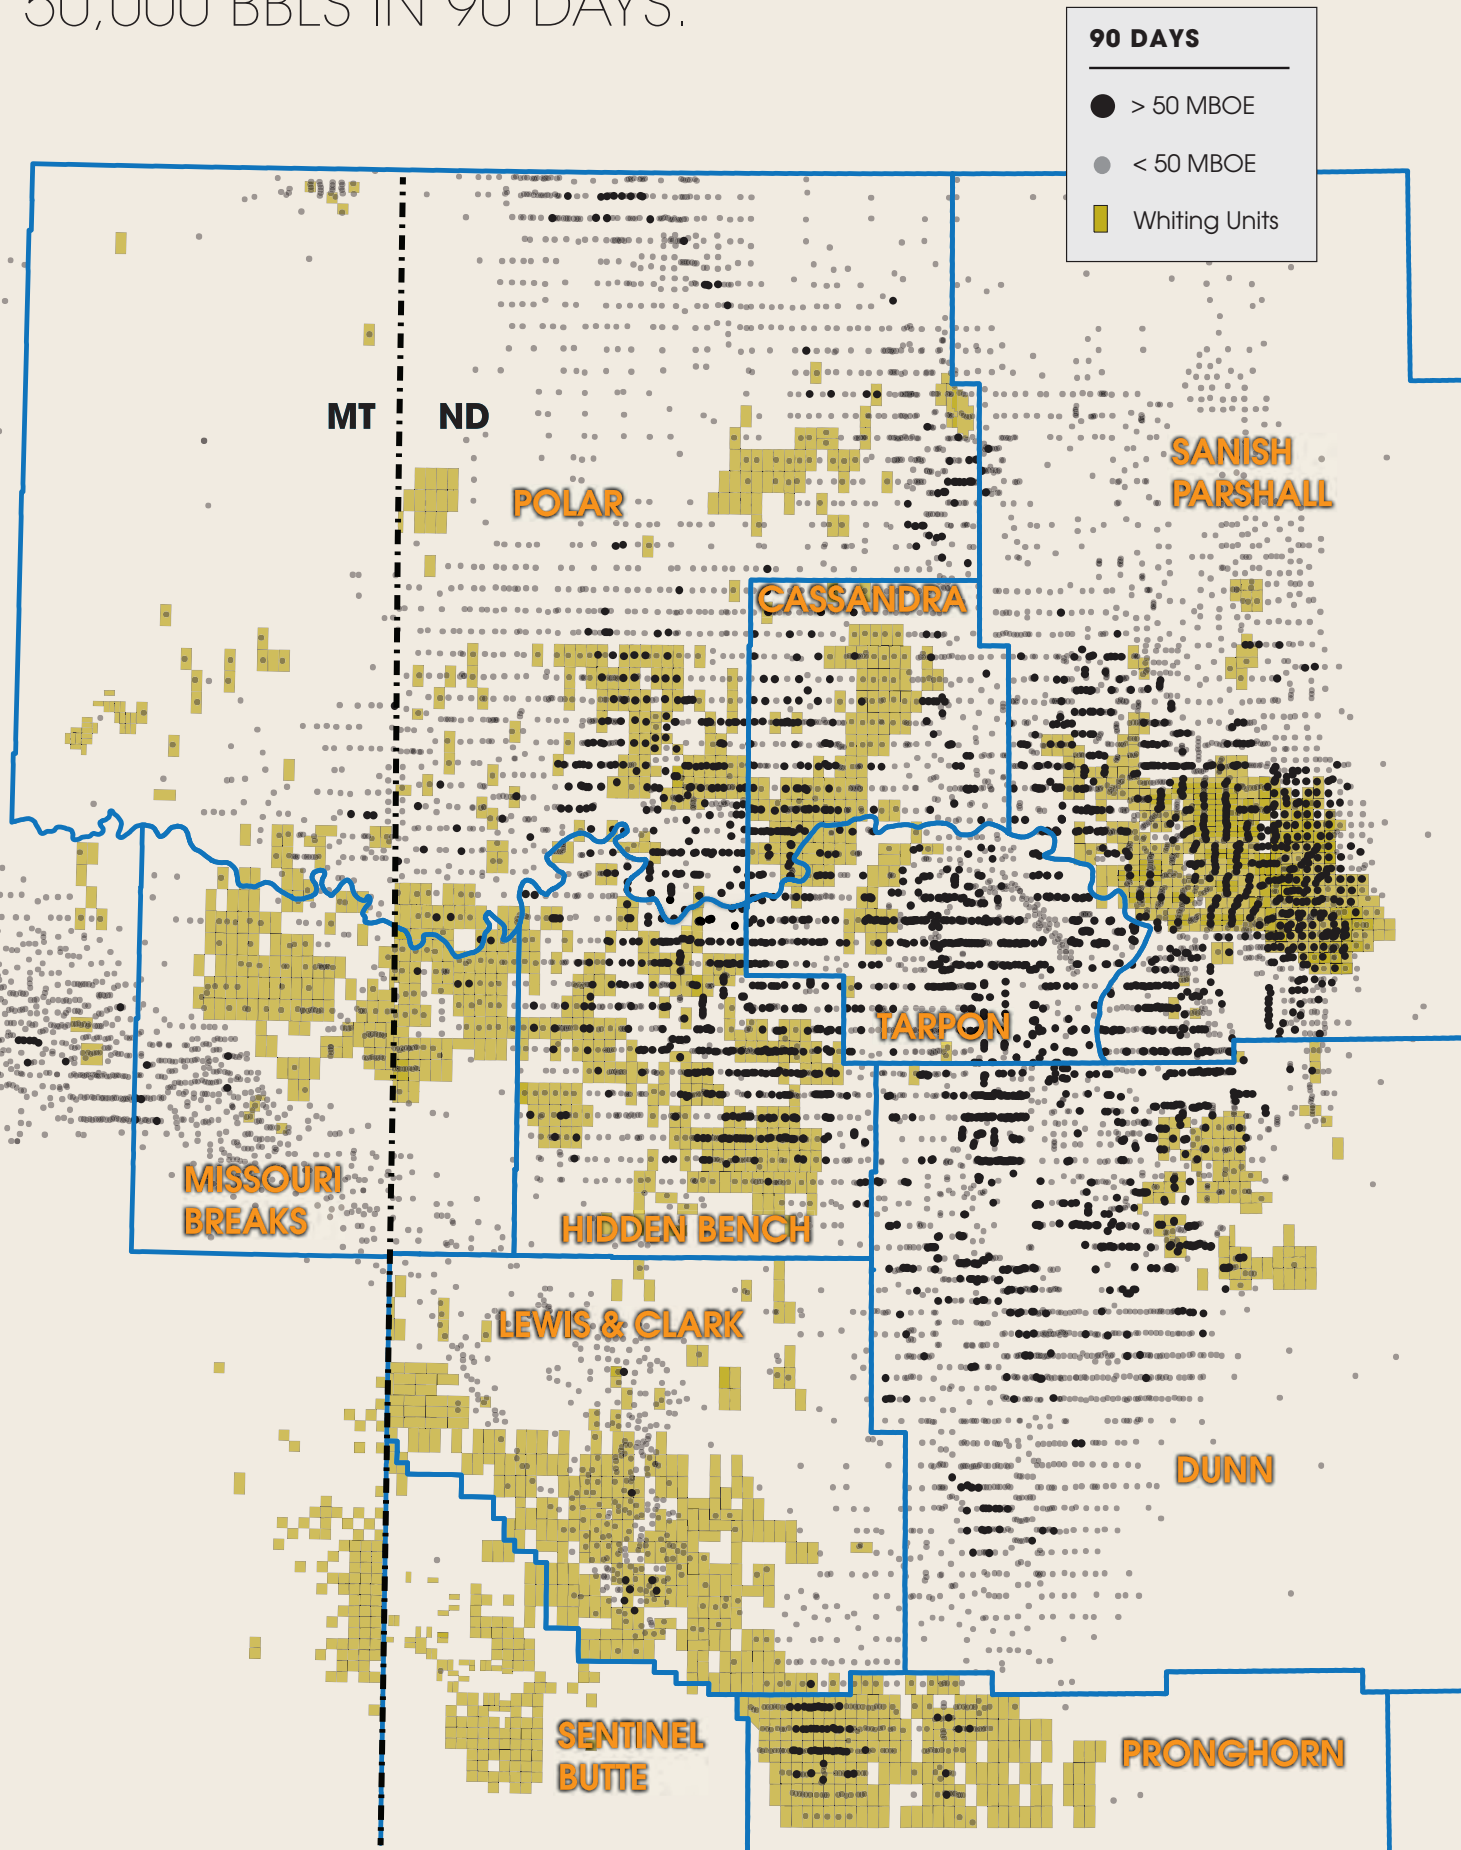 50,000 BBLS IN 90 DAYS.
90 DAYS
> 50 MBOE
< 50 MBOE
Whiting Units
MT
ND
POLAR
SANISH
PARSHALL
CASSANDRA
TARPON
MISSOURI
BREAKS
HIDDEN BENCH
LEWIS & CLARK
DUNN
SENTINEL
BUTTE
PRONGHORN